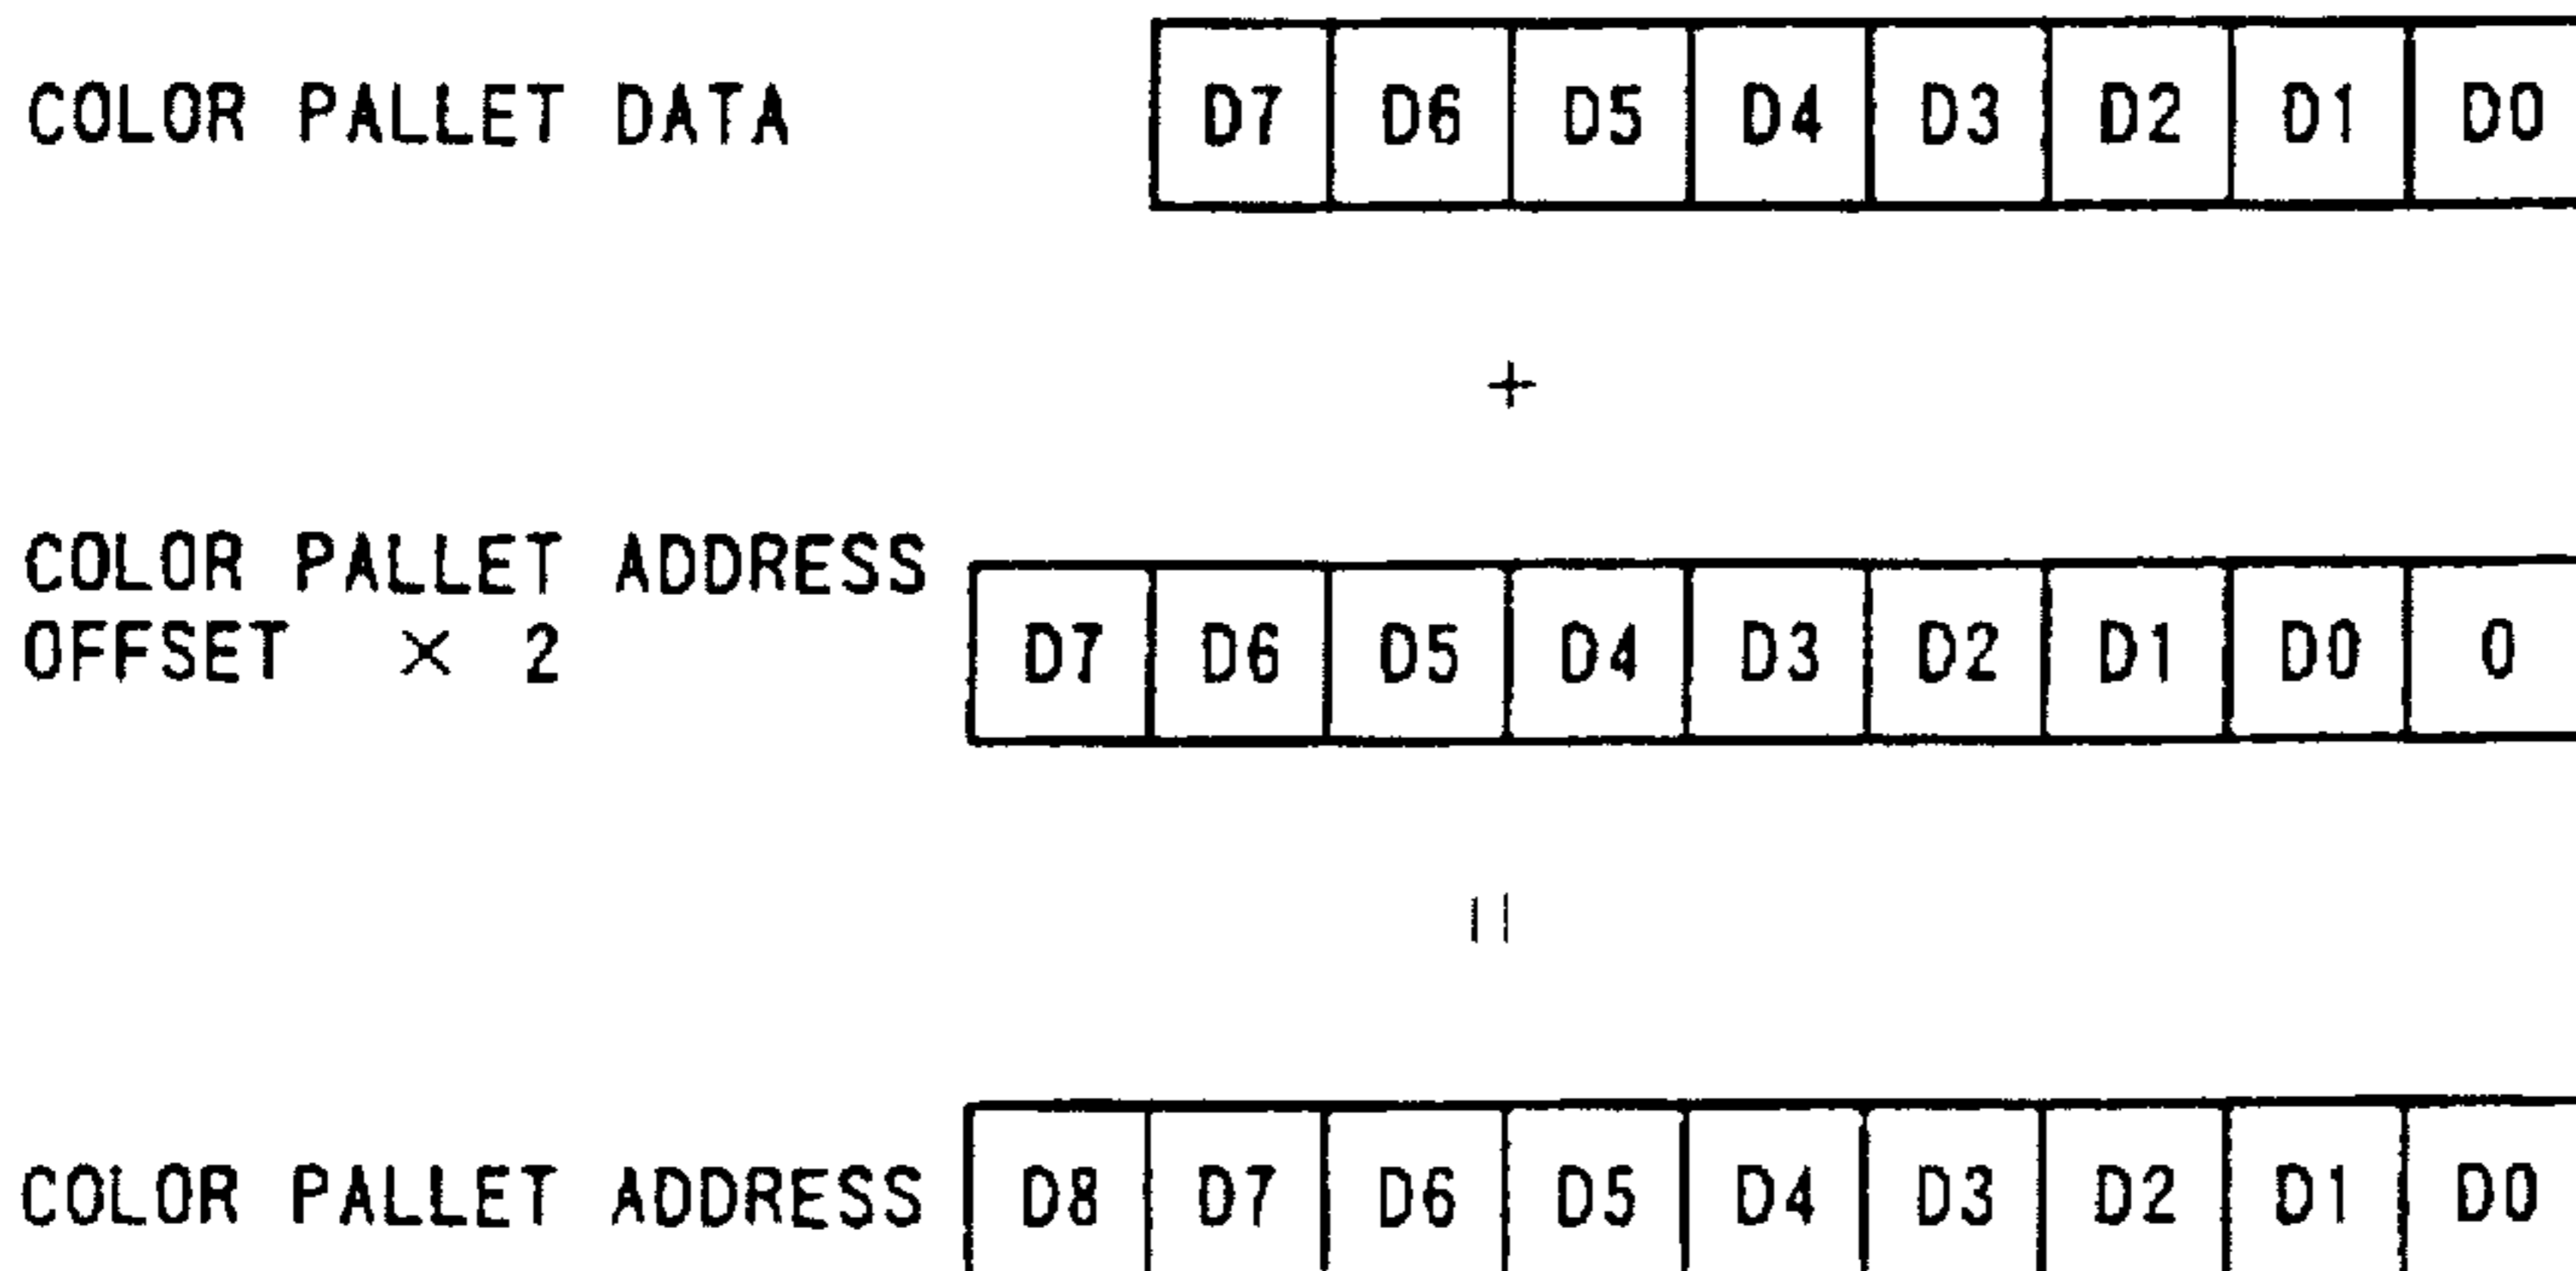 COLOR PALLET DATA D7 D6 D5 D4 D3 D2 D1 D0
+
COLOR PALLET ADDRESS
OFFSET × 2 D7 D6 D5 D4 D3 D2 D1 D0 0
||
COLOR PALLET ADDRESS D8 D7 D6 D5 D4 D3 D2 D1 D0